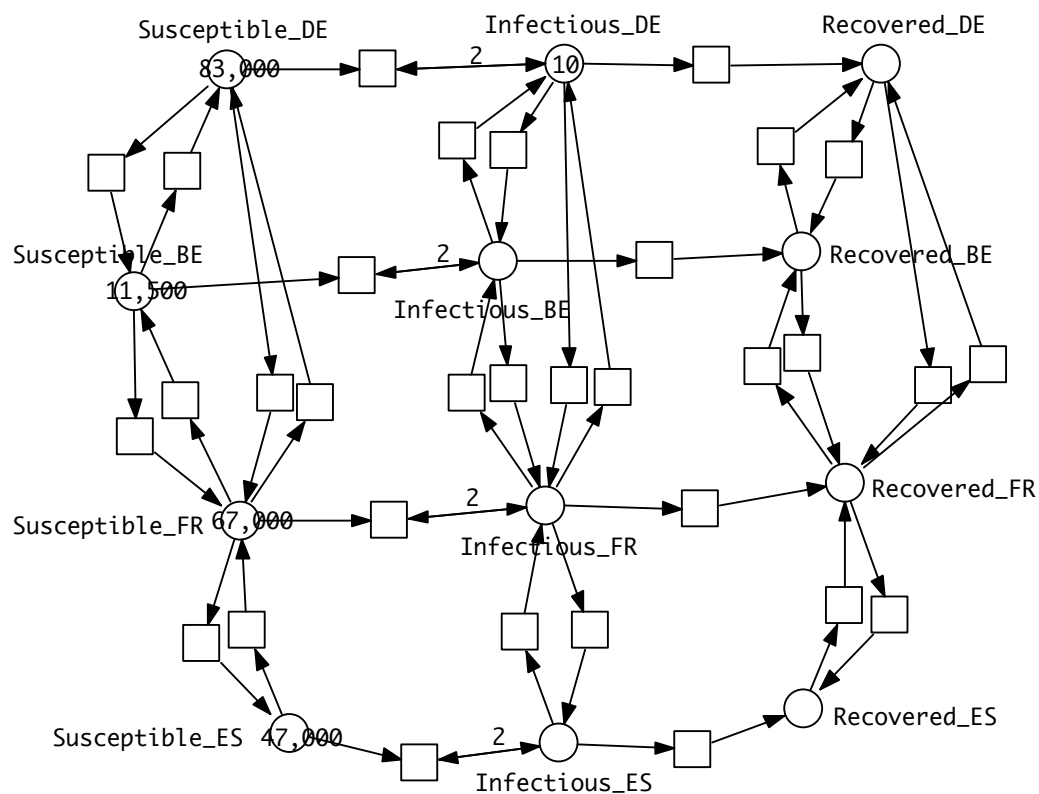 Susceptible_DE
Infectious_DE
Recovered_DE
83,000
2
10
Susceptible_BE
11,500
2
Infectious_BE
Recovered_BE
Susceptible_FR
67,000
2
Infectious_FR
Recovered_FR
Susceptible_ES
47,000
2
Infectious_ES
Recovered_ES